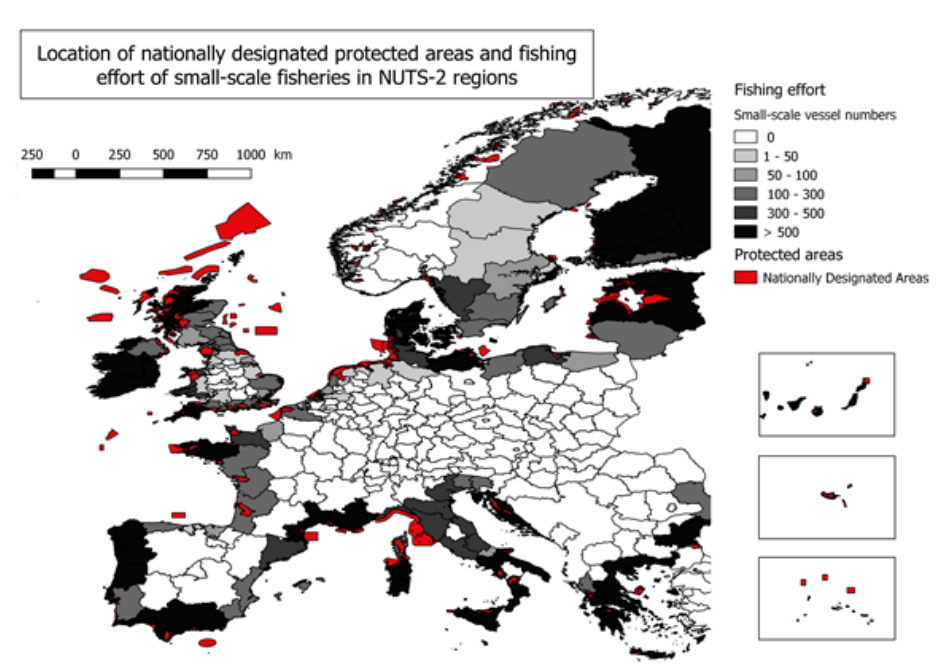 Location of nationally designated protected areas and fishing
effort of small-scale fisheries in NUTS-2 regions
250 0 250 500 750 1000 km
Fishing effort
Small-scale vessel numbers
0
1 - 50
50 - 100
100 - 300
300 - 500
> 500
Protected areas
Nationally Designated Areas